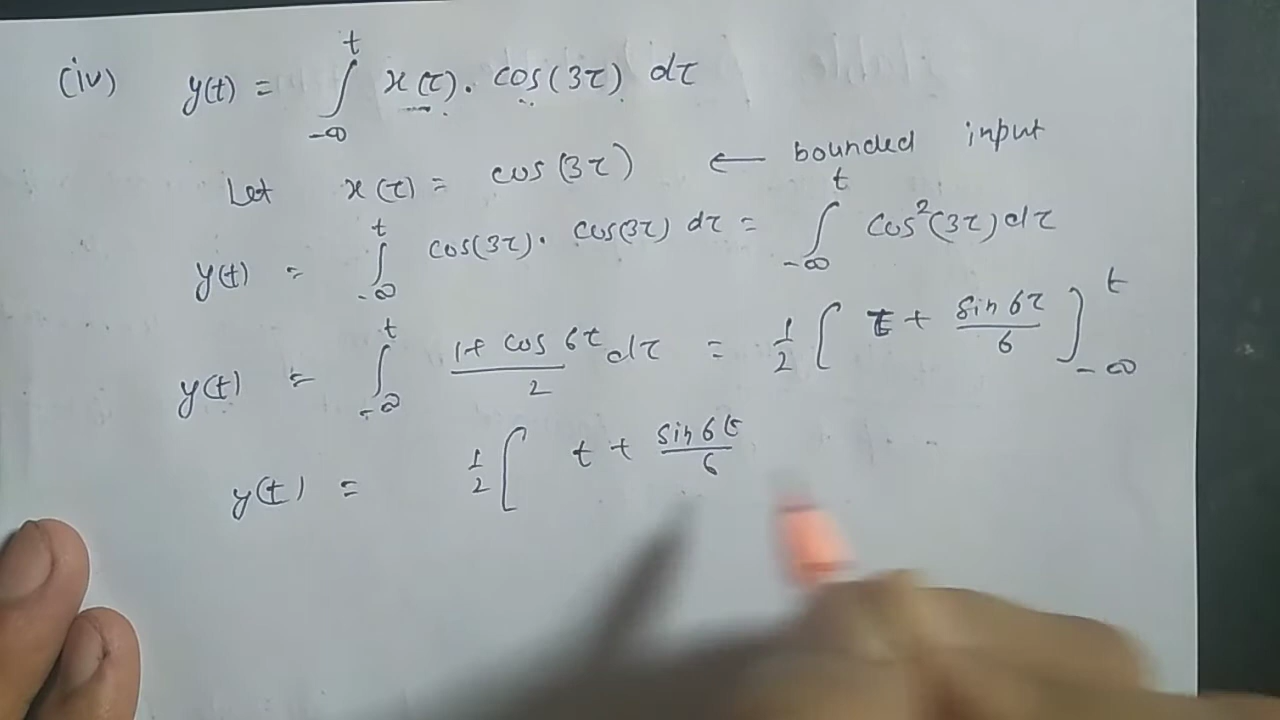 (iv) y(t) = ∫_{-∞}^{t} x(τ). cos(3τ) dτ
Let x(τ) = cos(3τ) ← bounded input
y(t) = ∫_{-∞}^{t} cos(3τ). cos(3τ) dτ = ∫_{-∞}^{t} cos²(3τ)dτ
y(t) = ∫_{-∞}^{t} (1+ cos 6τ)/2 dτ = 1/2 [ τ + sin 6τ/6 ]_{-∞}^{t}
y(t) = 1/2 [ t + sin 6t/6